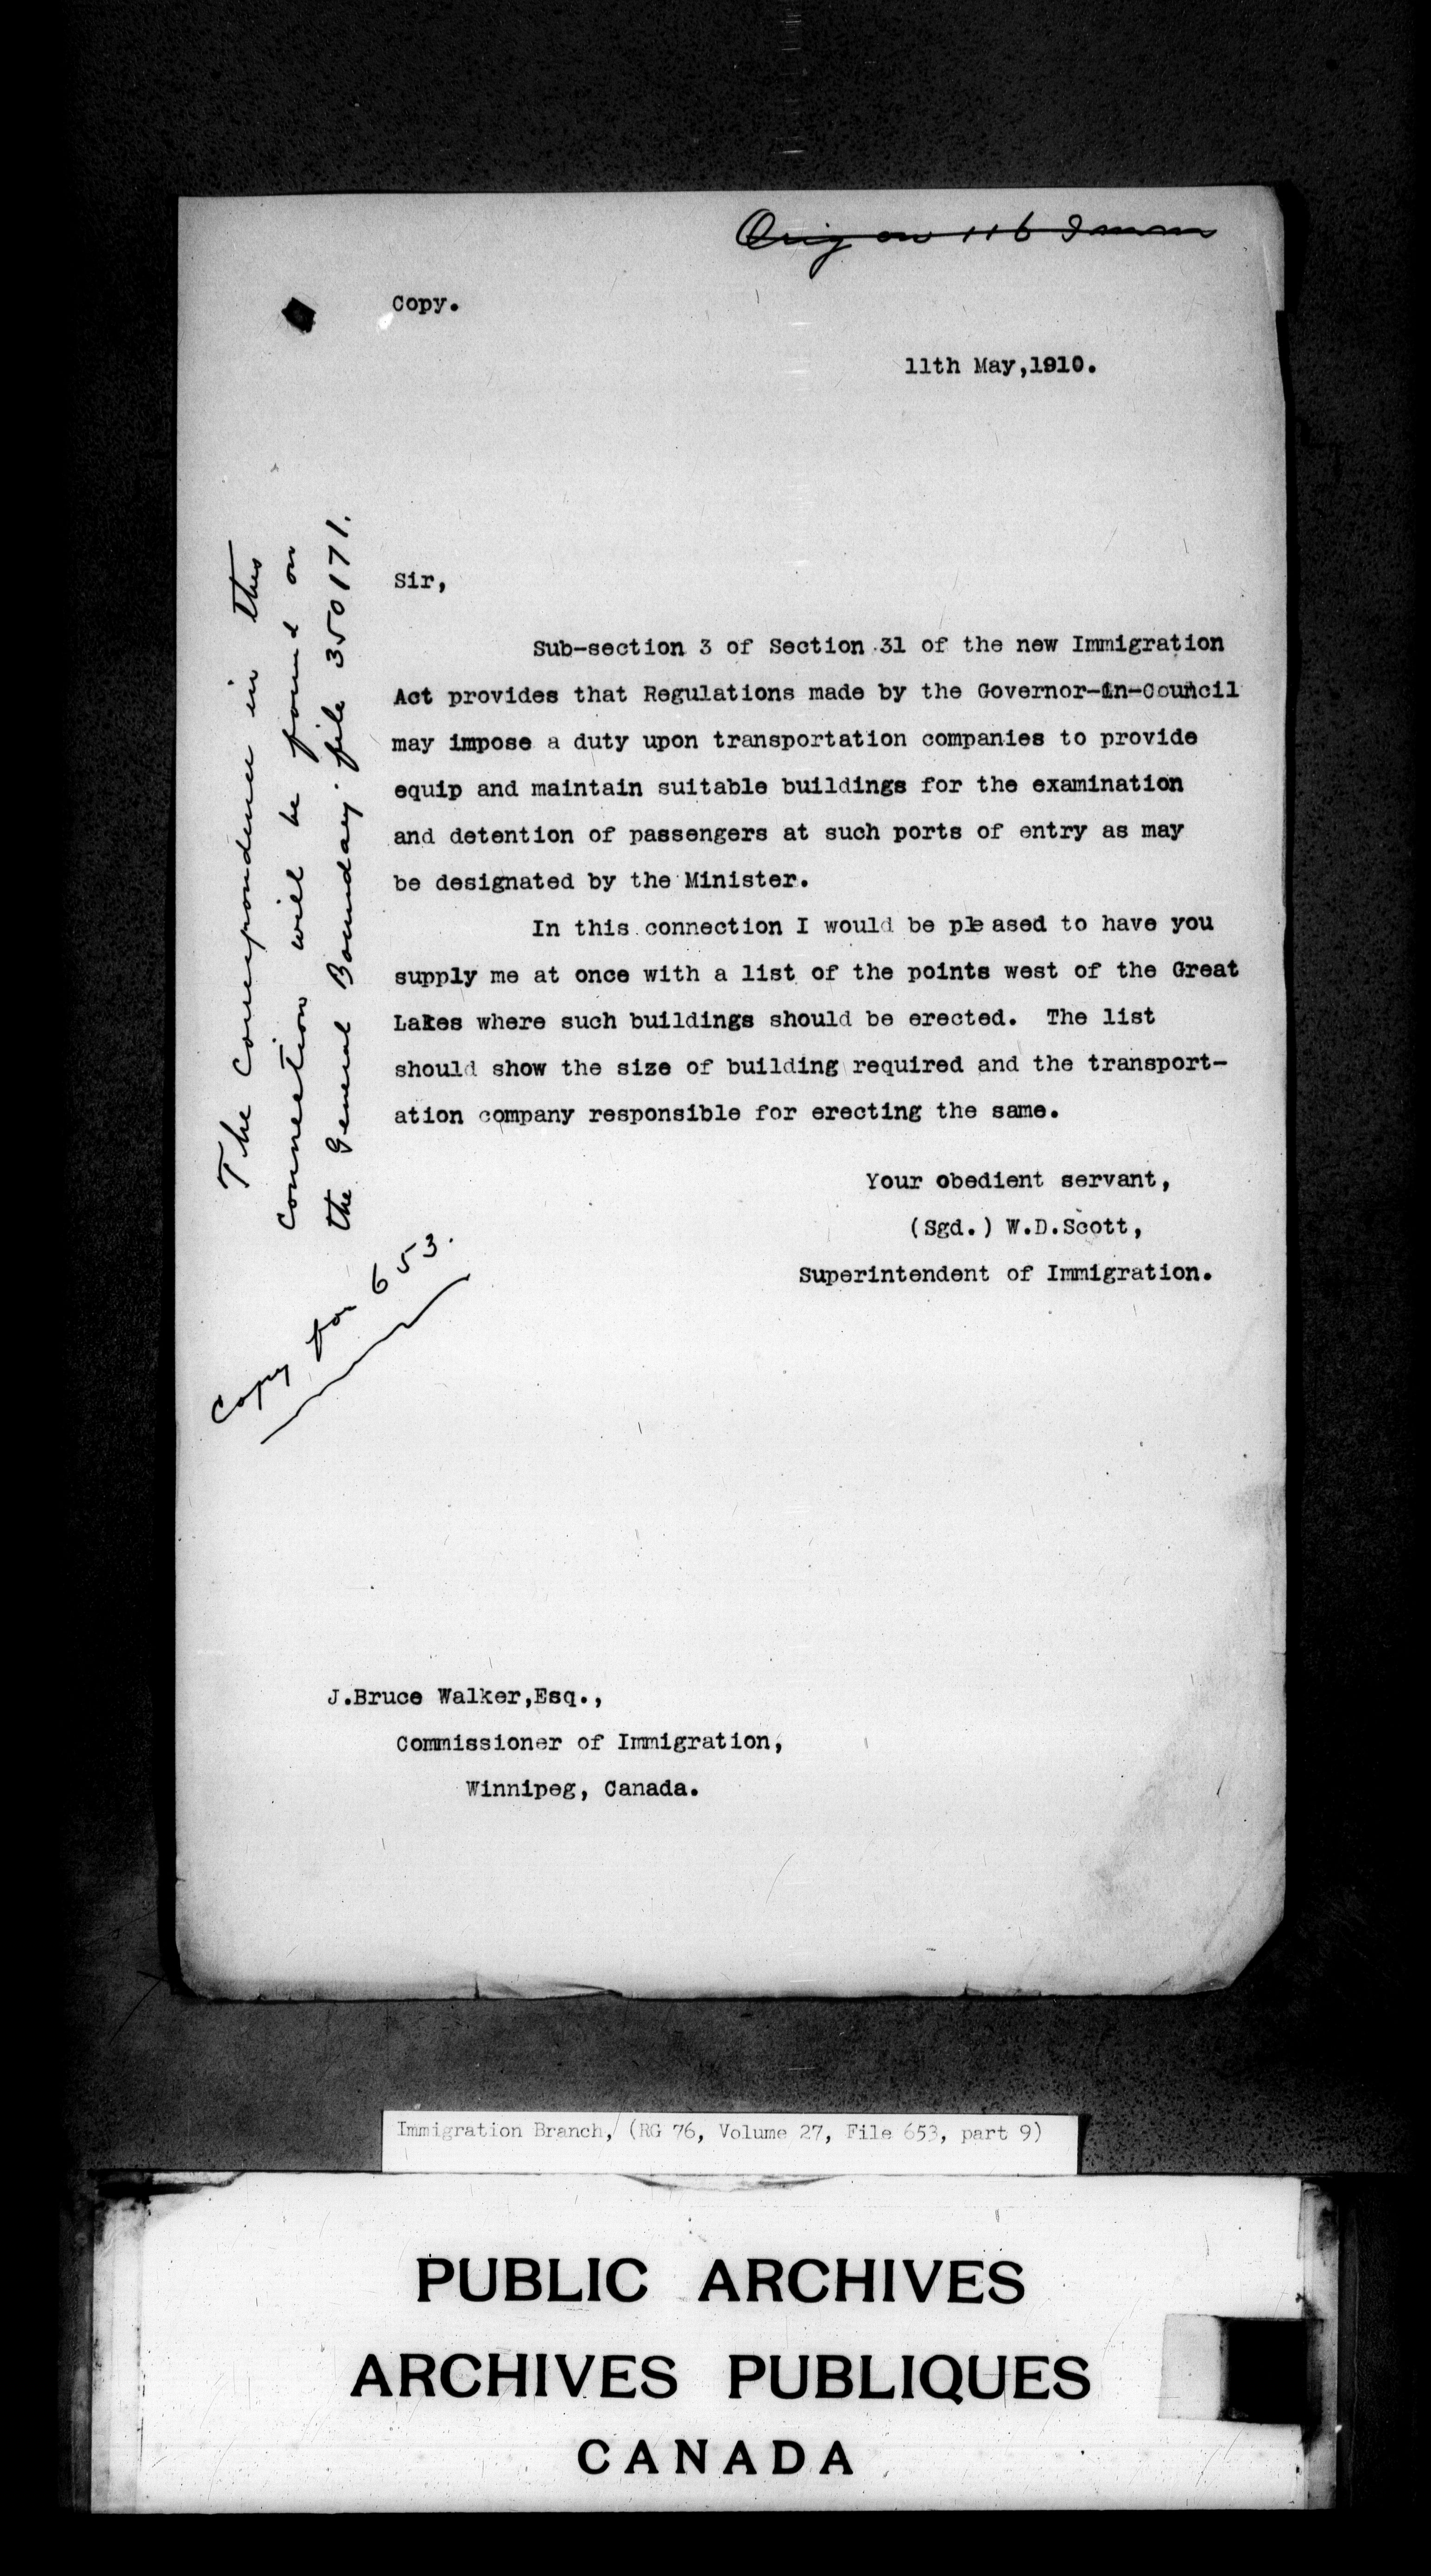 Orig on 116 Imm
Copy.
11th May,1910.
Sir,
Sub-section 3 of Section 31 of the new Immigration
Act provides that Regulations made by the Governor-in-Council
may impose a duty upon transportation companies to provide
equip and maintain suitable buildings for the examination
and detention of passengers at such ports of entry as may
be designated by the Minister.
In this connection I would be pleased to have you
supply me at once with a list of the points west of the Great
Lakes where such buildings should be erected. The list
should show the size of building required and the transport-
ation company responsible for erecting the same.
Your obedient servant,
(Sgd.) W.D.Scott,
Superintendent of Immigration.
The Correspondence in this
connection will be found on
the General Boundary file 350171.
Copy for 653.
J.Bruce Walker,Esq.,
Commissioner of Immigration,
Winnipeg, Canada.
Immigration Branch, (RG 76, Volume 27, File 653, part 9)
PUBLIC ARCHIVES
ARCHIVES PUBLIQUES
CANADA